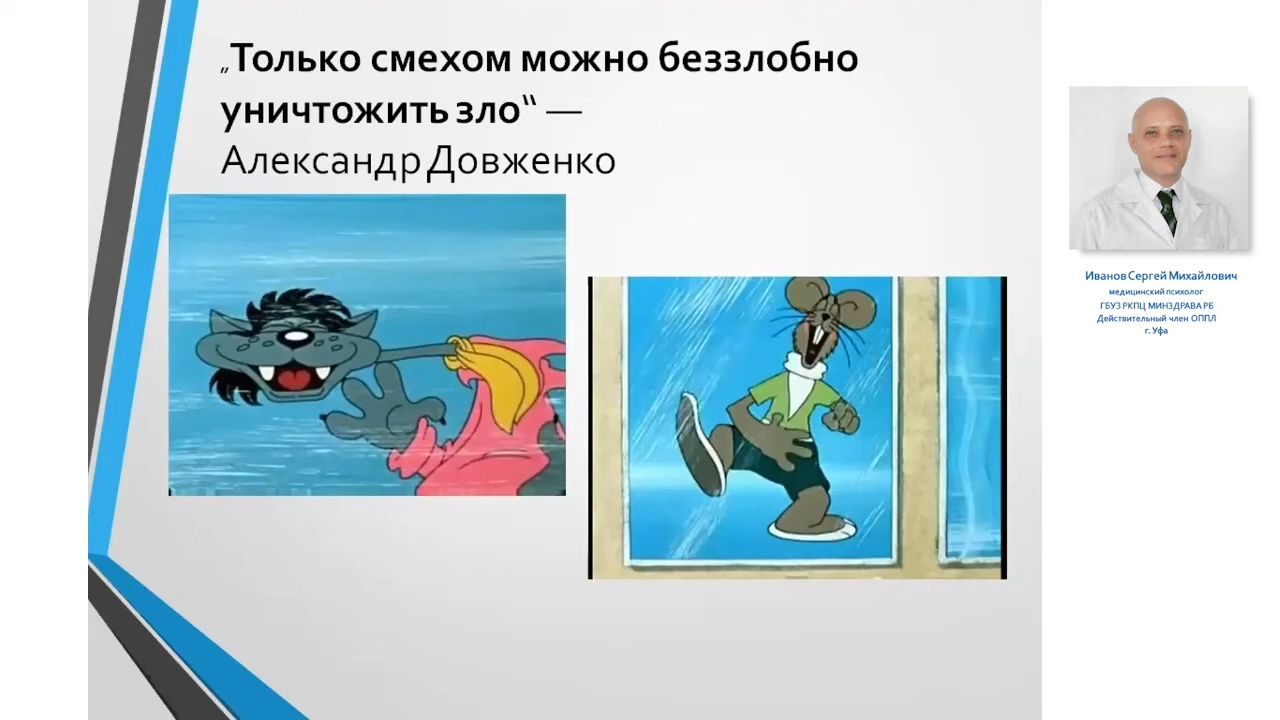 „Только смехом можно беззлобно
уничтожить зло“ —
Александр Довженко
Иванов Сергей Михайлович
медицинский психолог
ГБУЗ РКПЦ МИНЗДРАВА РБ
Действительный член ОППЛ
г. Уфа